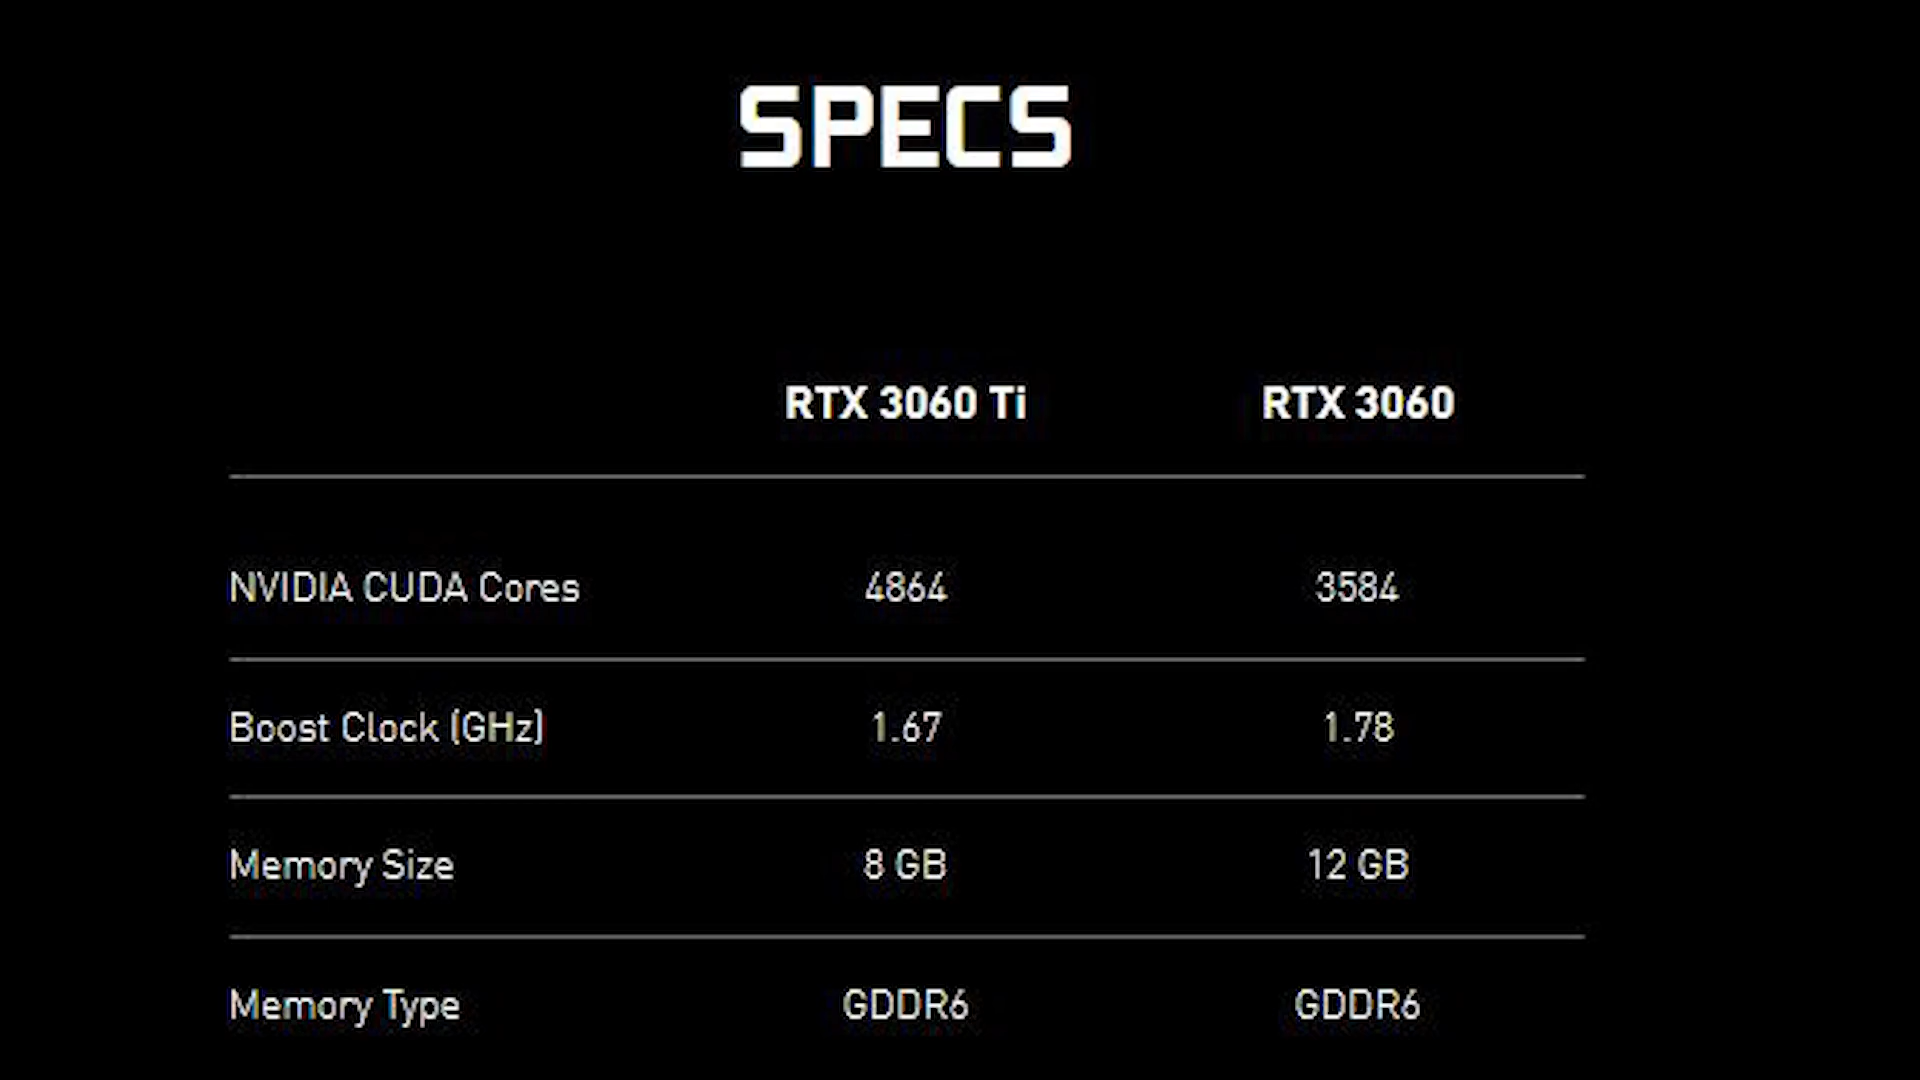 SPECS
RTX 3060 Ti RTX 3060
NVIDIA CUDA Cores 4864 3584
Boost Clock (GHz) 1.67 1.78
Memory Size 8 GB 12 GB
Memory Type GDDR6 GDDR6